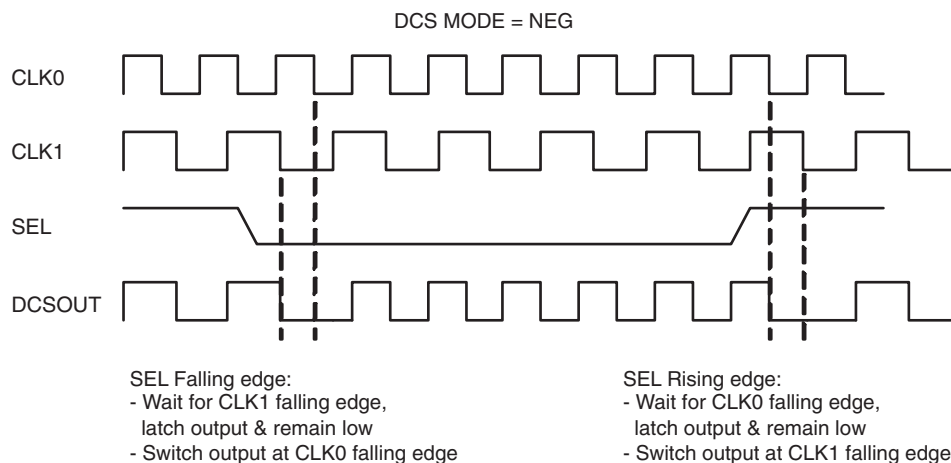 DCS MODE = NEG
CLK0
CLK1
SEL
DCSOUT
SEL Falling edge:
- Wait for CLK1 falling edge,
latch output & remain low
- Switch output at CLK0 falling edge
SEL Rising edge:
- Wait for CLK0 falling edge,
latch output & remain low
- Switch output at CLK1 falling edge